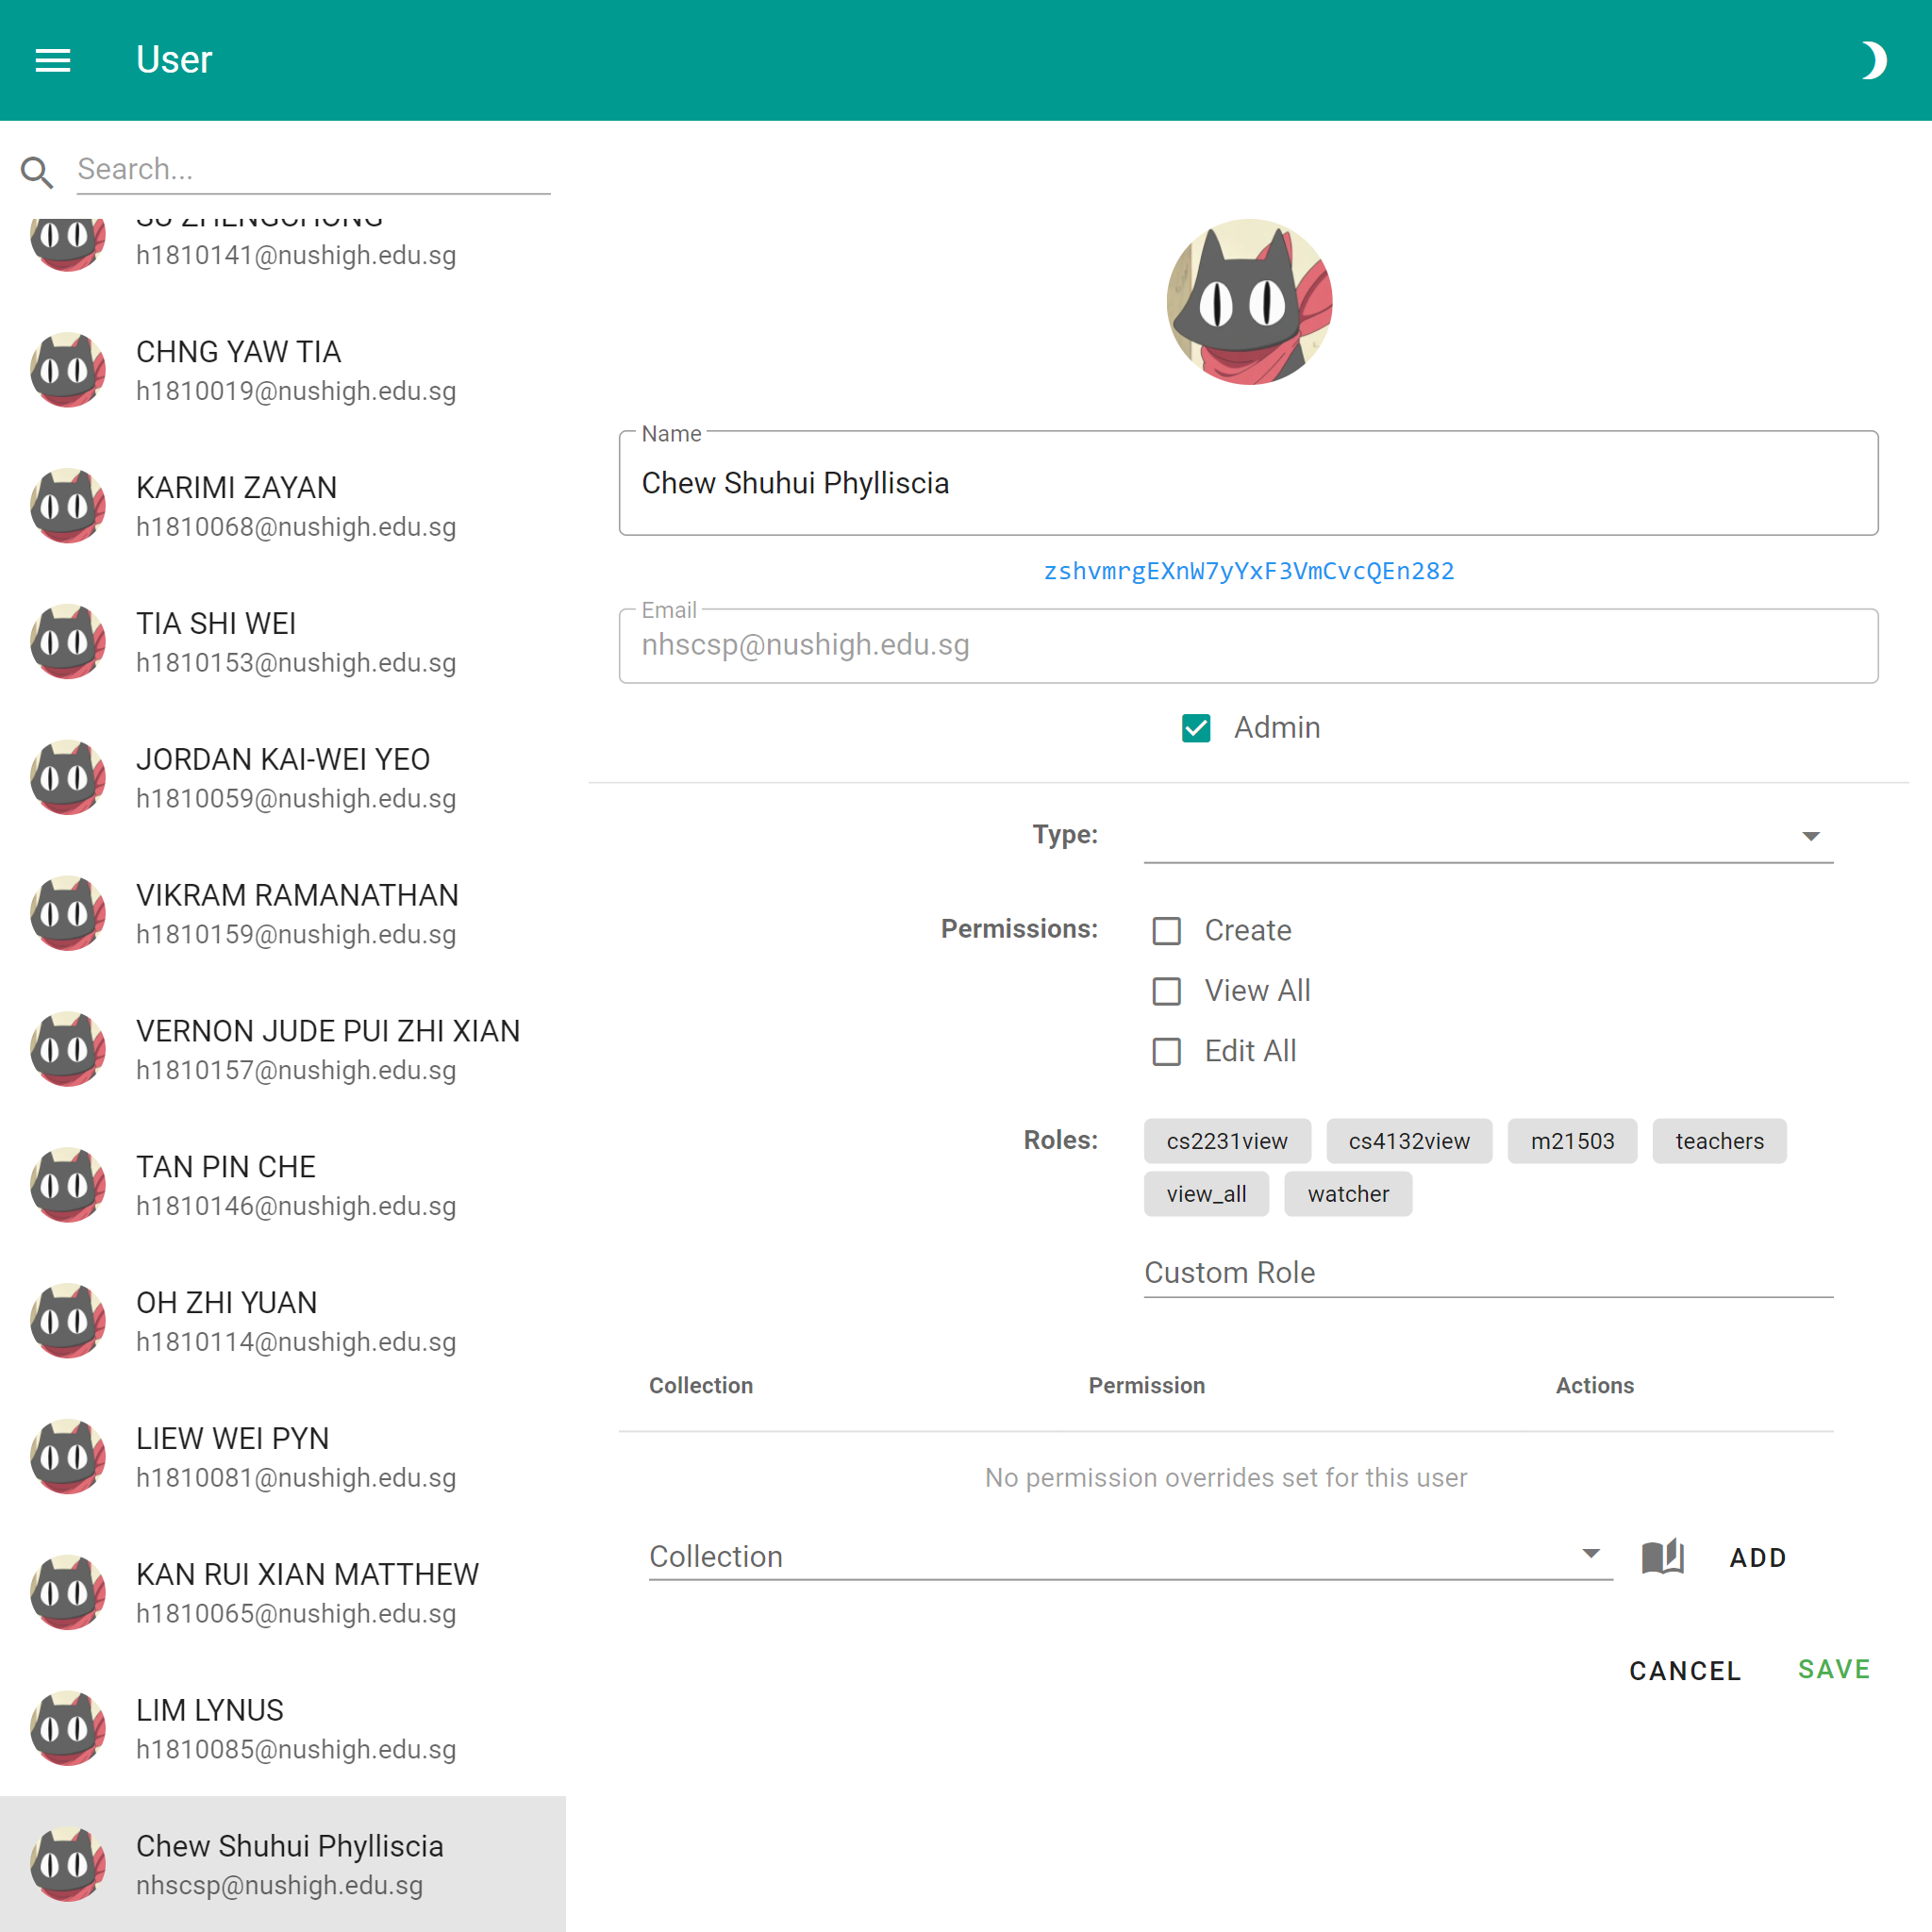 User
Search...
h1810141@nushigh.edu.sg
CHNG YAW TIA
h1810019@nushigh.edu.sg
KARIMI ZAYAN
h1810068@nushigh.edu.sg
TIA SHI WEI
h1810153@nushigh.edu.sg
JORDAN KAI-WEI YEO
h1810059@nushigh.edu.sg
VIKRAM RAMANATHAN
h1810159@nushigh.edu.sg
VERNON JUDE PUI ZHI XIAN
h1810157@nushigh.edu.sg
TAN PIN CHE
h1810146@nushigh.edu.sg
OH ZHI YUAN
h1810114@nushigh.edu.sg
LIEW WEI PYN
h1810081@nushigh.edu.sg
KAN RUI XIAN MATTHEW
h1810065@nushigh.edu.sg
LIM LYNUS
h1810085@nushigh.edu.sg
Chew Shuhui Phylliscia
nhscsp@nushigh.edu.sg
Name
Chew Shuhui Phylliscia
zshvmrgEXnW7yYxF3VmCvcQEn282
Email
nhscsp@nushigh.edu.sg
Admin
Type:
Permissions:
Create
View All
Edit All
Roles:
cs2231view cs4132view m21503 teachers
view_all watcher
Custom Role
Collection Permission Actions
No permission overrides set for this user
Collection ADD
CANCEL SAVE